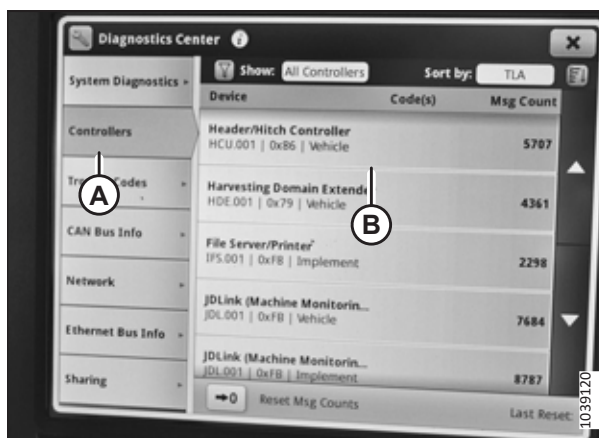 Diagnostics Center
System Diagnostics
Show: All Controllers Sort by: TLA
Device Code(s) Msg Count
Controllers
Header/Hitch Controller
HCU.001 | 0x86 | Vehicle 5707
A
Codes
Harvesting Domain Extende
HDE.001 | 0x79 | Vehicle 4361
B
CAN Bus Info
File Server/Printer
IFS.001 | 0xF8 | Implement 2298
Network
JDLink (Machine Monitorin...
JDL.001 | 0xFB | Vehicle 7684
Ethernet Bus Info
JDLink (Machine Monitorin...
JDL.001 | 0xFB | Implement 8787
Sharing
Reset Msg Counts
Last Reset:
1039120